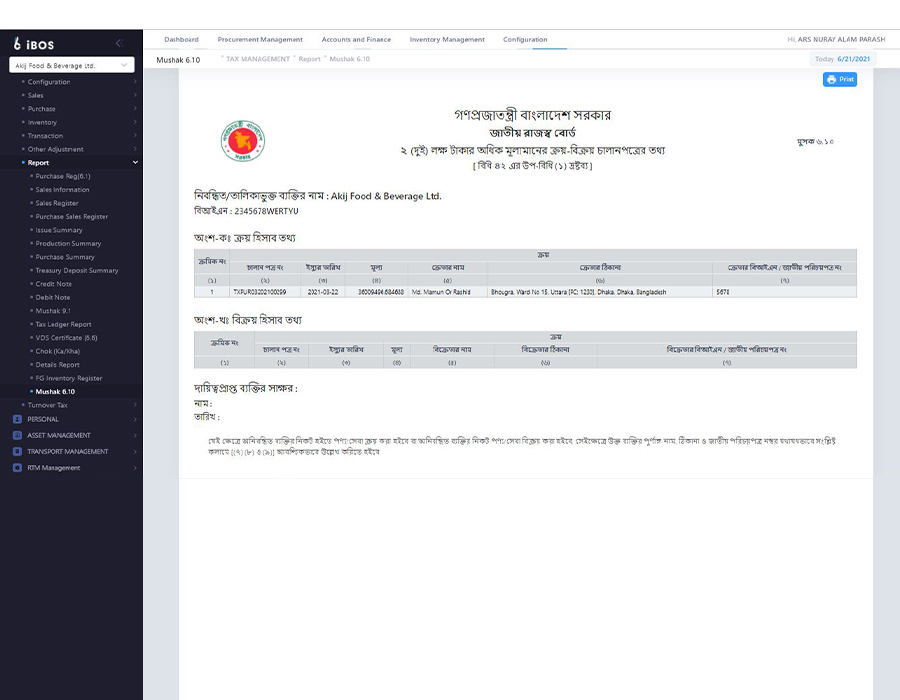 iBOS
Dashboard Procurement Management Accounts and Finance Inventory Management Configuration Hi, ARS NURAY ALAM PARASH
Mushak 6.10 TAX MANAGEMENT Report Mushak 6.10 Today 6/21/2021
Print
Akij Food & Beverage Ltd.
Configuration
Sales
Purchase
Inventory
Transaction
Other Adjustment
Report
Purchase Reg(6.1)
Sales Information
Sales Register
Purchase Sales Register
Issue Summary
Production Summary
Purchase Summary
Treasury Deposit Summary
Credit Note
Debit Note
Mushak 9.1
Tax Ledger Report
VDS Certificate (6.6)
Chok (Ka/Kha)
Details Report
FG Inventory Register
Mushak 6.10
Turnover Tax
PERSONAL
ASSET MANAGEMENT
TRANSPORT MANAGEMENT
RTM Management
গণপ্রজাতন্ত্রী বাংলাদেশ সরকার
জাতীয় রাজস্ব বোর্ড
মুসক ৬.১০
২ (দুই) লক্ষ টাকার অধিক মূল্যমানের ক্রয়-বিক্রয় চালানপত্রের তথ্য
[ বিধি ৪২ এর উপ-বিধি (১) দ্রষ্টব্য ]
নিবন্ধিত/তালিকাভুক্ত ব্যক্তির নাম : Akij Food & Beverage Ltd.
বিআইএন : 2345678WERTYU
অংশ-কঃ ক্রয় হিসাব তথ্য
ক্রমিক নং ক্রয়
চালান পত্র নং ইস্যুর তারিখ মূল্য ক্রেতার নাম ক্রেতার ঠিকানা ক্রেতার বিআইএন / জাতীয় পরিচয়পত্র নং
(১) (২) (৩) (৪) (৫) (৬) (৭)
1 TXPUR03202100299 2021-03-22 36009496.684688 Md. Mamun Or Rashid Bhougra, Ward No 15, Uttara [PC: 1230], Dhaka, Dhaka, Bangladesh 5678
অংশ-খঃ বিক্রয় হিসাব তথ্য
ক্রমিক নং ক্রয়
চালান পত্র নং ইস্যুর তারিখ মূল্য বিক্রেতার নাম বিক্রেতার ঠিকানা বিক্রেতার বিআইএন / জাতীয় পরিচয়পত্র নং
(১) (২) (৩) (৪) (৫) (৬) (৭)
দায়িত্বপ্রাপ্ত ব্যক্তির সাক্ষর :
নাম :
তারিখ :
যেই ক্ষেত্রে অনিবন্ধিত ব্যক্তির নিকট হইতে পণ্য/সেবা ক্রয় করা হইবে বা অনিবন্ধিত ব্যক্তির নিকট পণ্য/সেবা বিক্রয় করা হইবে সেইক্ষেত্রে উক্ত ব্যক্তির পূর্ণাঙ্গ নাম, ঠিকানা ও জাতীয় পরিচয়পত্র নম্বর যথাযথভাবে সংশ্লিষ্ট
কলামে [(৭) (৮) ও (৯)] আবশ্যিকভাবে উল্লেখ করিতে হইবে